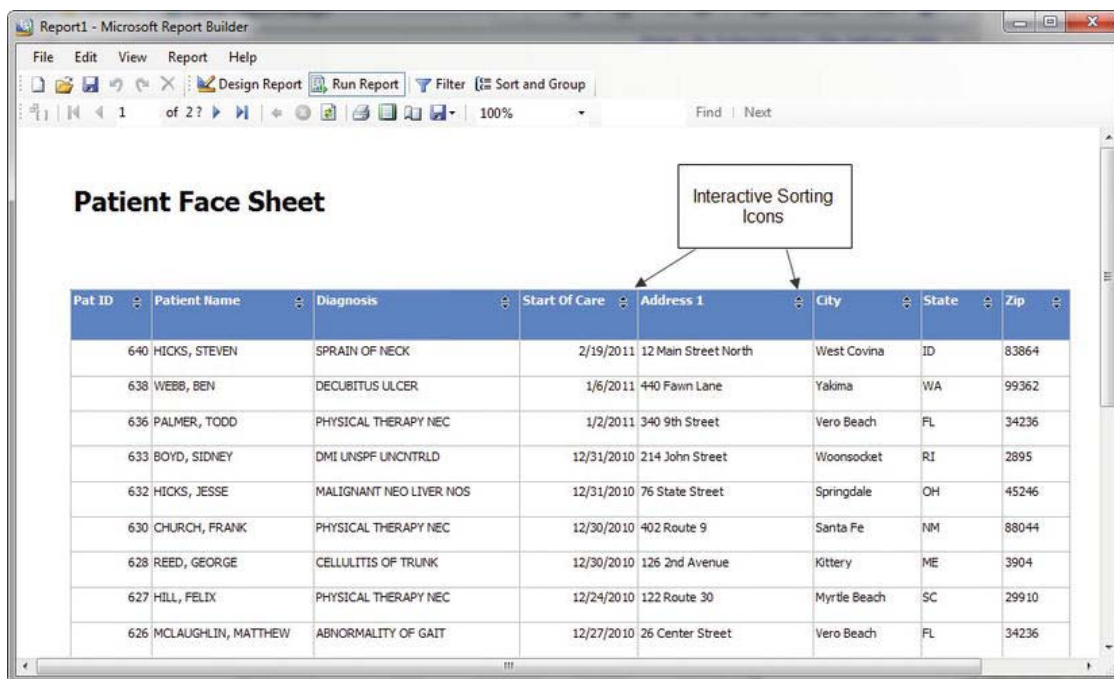 Report1 - Microsoft Report Builder
File Edit View Report Help
Design Report Run Report Filter Sort and Group
1 of 2? 100% Find | Next
Patient Face Sheet
Interactive Sorting
Icons
Pat ID Patient Name Diagnosis Start Of Care Address 1 City State Zip
640 HICKS, STEVEN SPRAIN OF NECK 2/19/2011 12 Main Street North West Covina ID 83864
638 WEBB, BEN DECUBITUS ULCER 1/6/2011 440 Fawn Lane Yakima WA 99362
636 PALMER, TODD PHYSICAL THERAPY NEC 1/2/2011 340 9th Street Vero Beach FL 34236
633 BOYD, SIDNEY DMI UNSPF UNCNTRLD 12/31/2010 214 John Street Woonsocket RI 2895
632 HICKS, JESSE MALIGNANT NEO LIVER NOS 12/31/2010 76 State Street Springdale OH 45246
630 CHURCH, FRANK PHYSICAL THERAPY NEC 12/30/2010 402 Route 9 Santa Fe NM 88044
628 REED, GEORGE CELLULITIS OF TRUNK 12/30/2010 126 2nd Avenue Kittery ME 3904
627 HILL, FELIX PHYSICAL THERAPY NEC 12/24/2010 122 Route 30 Myrtle Beach SC 29910
626 MCLAUGHLIN, MATTHEW ABNORMALITY OF GAIT 12/27/2010 26 Center Street Vero Beach FL 34236